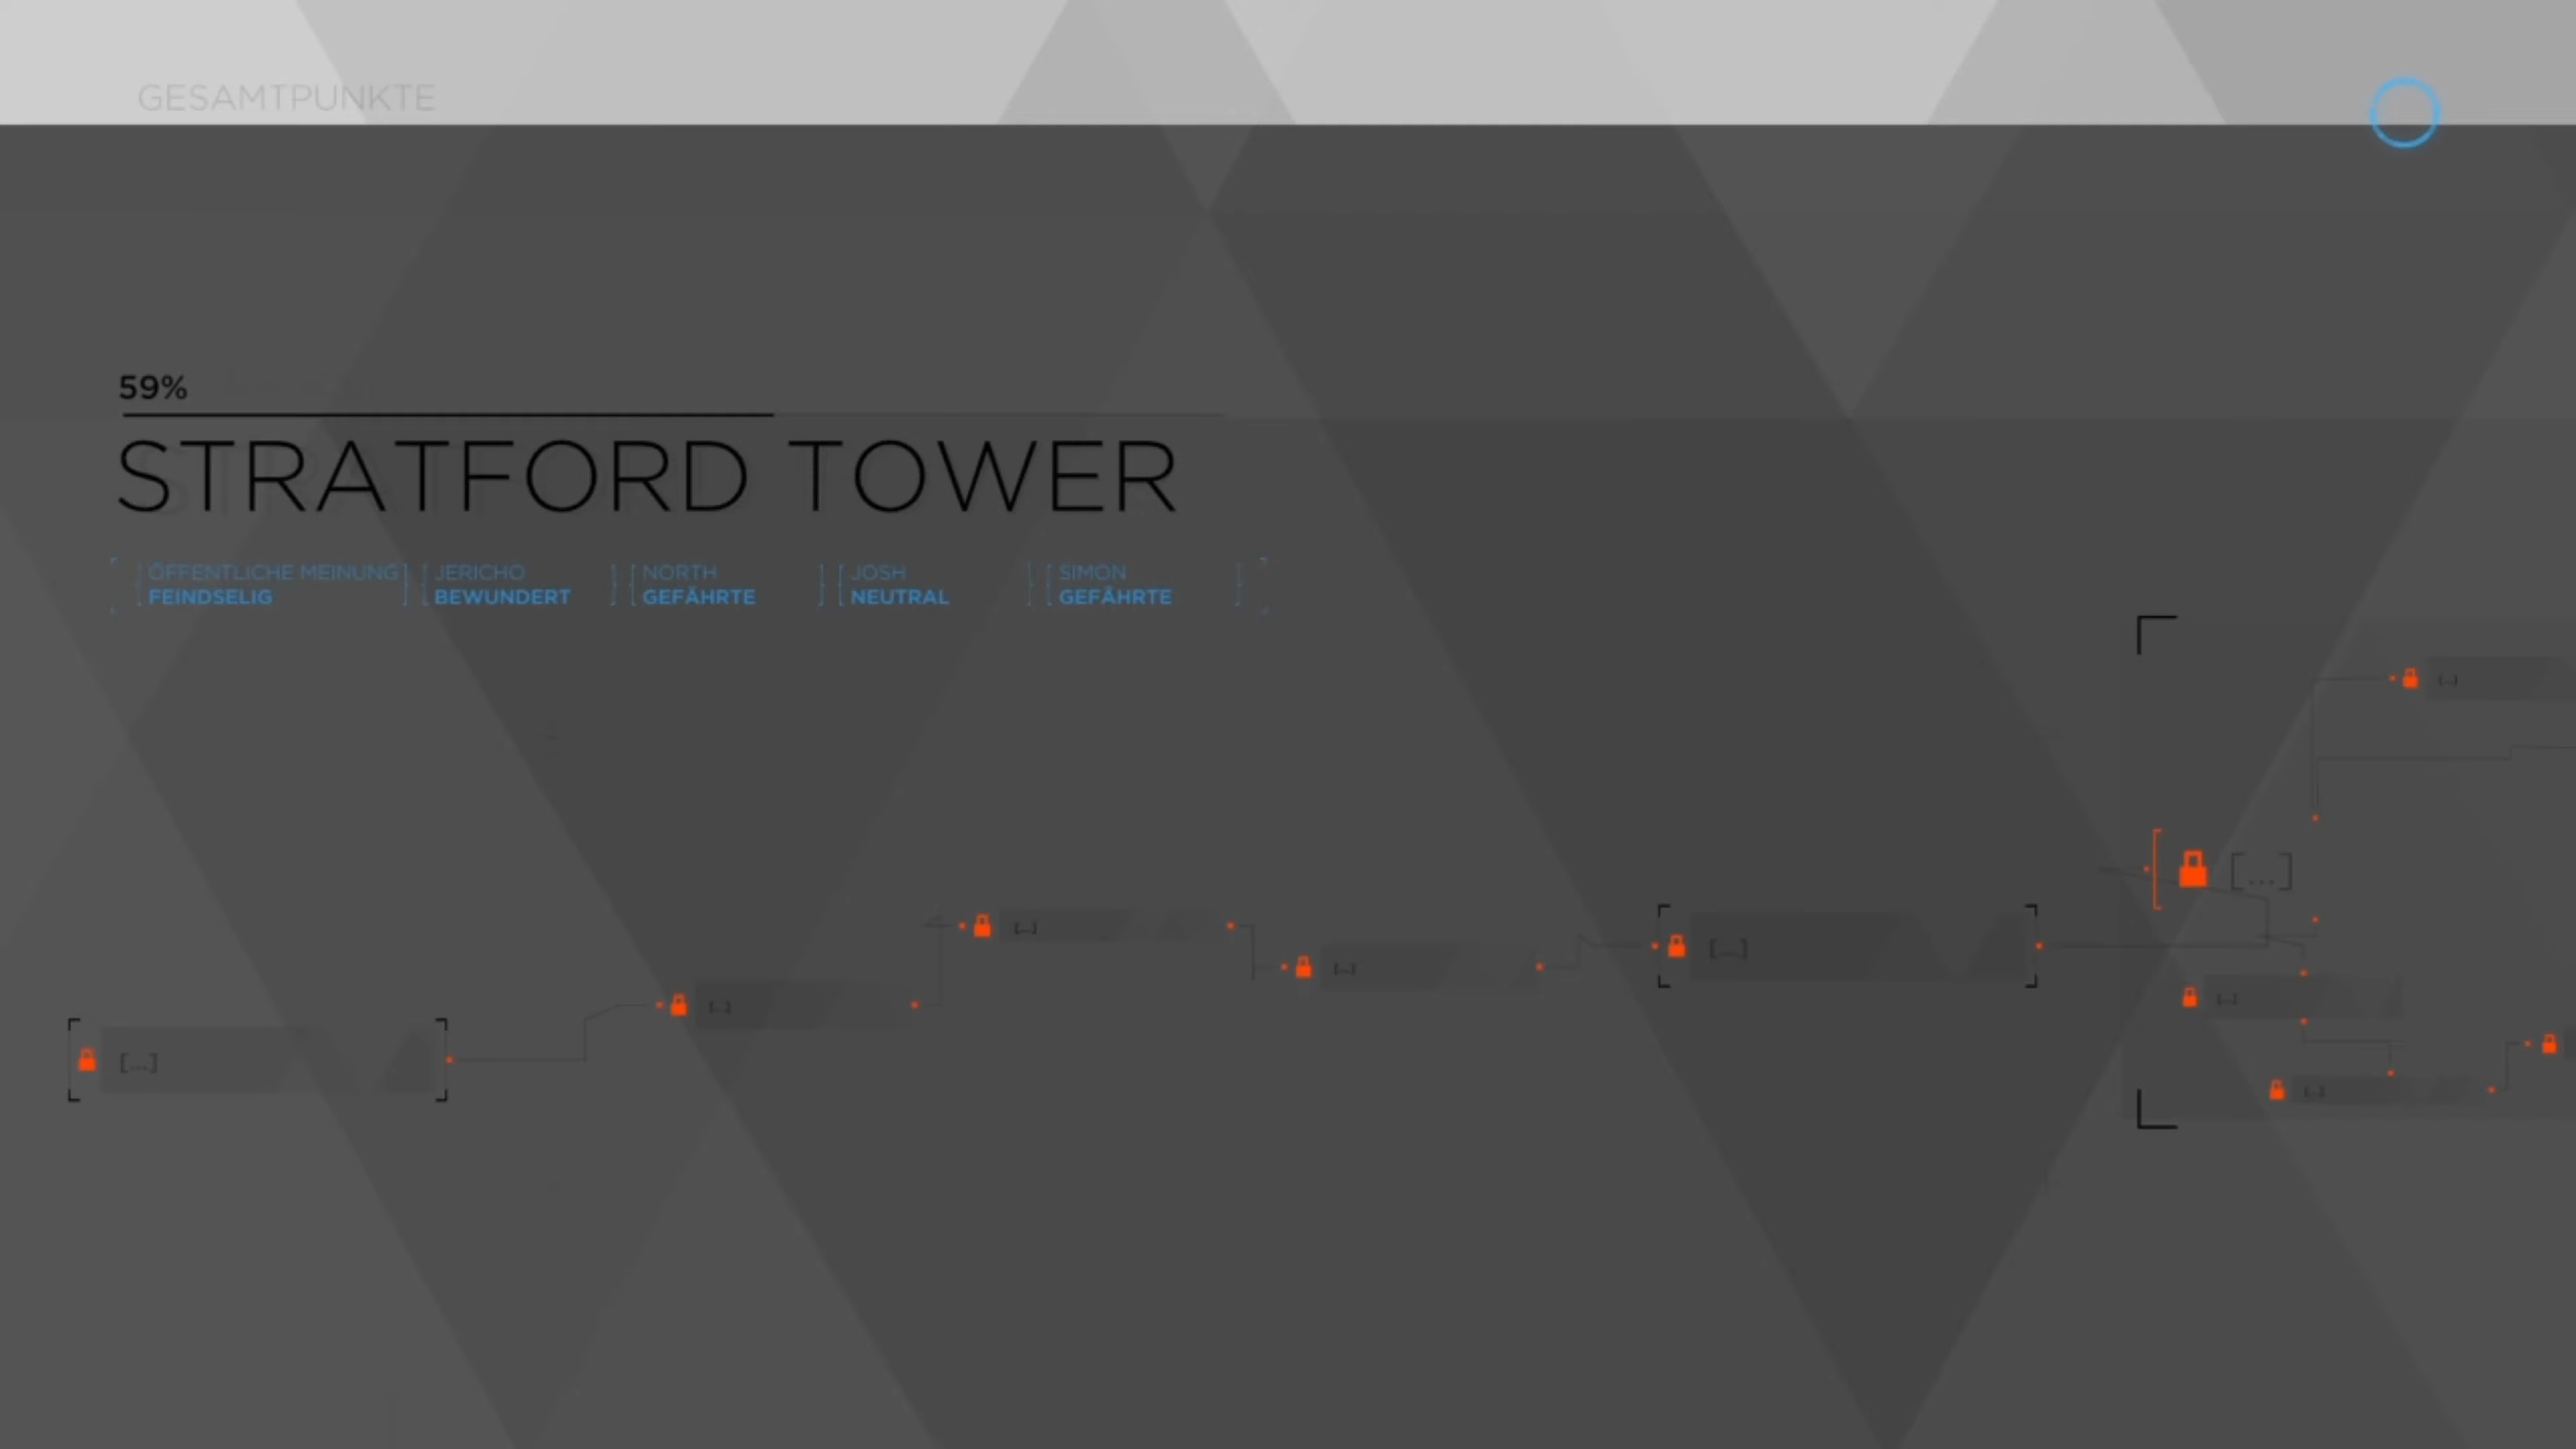 GESAMTPUNKTE
59%
STRATFORD TOWER
ÖFFENTLICHE MEINUNG
FEINDSELIG
JERICHO
BEWUNDERT
NORTH
GEFÄHRTE
JOSH
NEUTRAL
SIMON
GEFÄHRTE
[...]
[...]
[...]
[...]
[...]
[...]
[...]
[...]
[...]